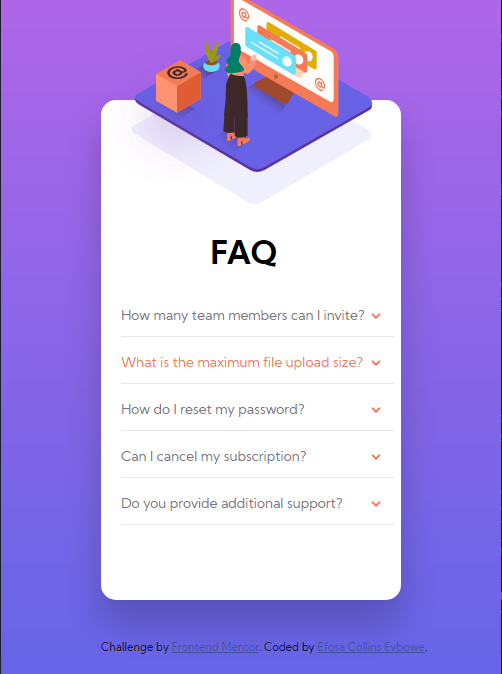 FAQ
How many team members can I invite?
What is the maximum file upload size?
How do I reset my password?
Can I cancel my subscription?
Do you provide additional support?
Challenge by Frontend Mentor. Coded by Efosa Collins Evbowe.